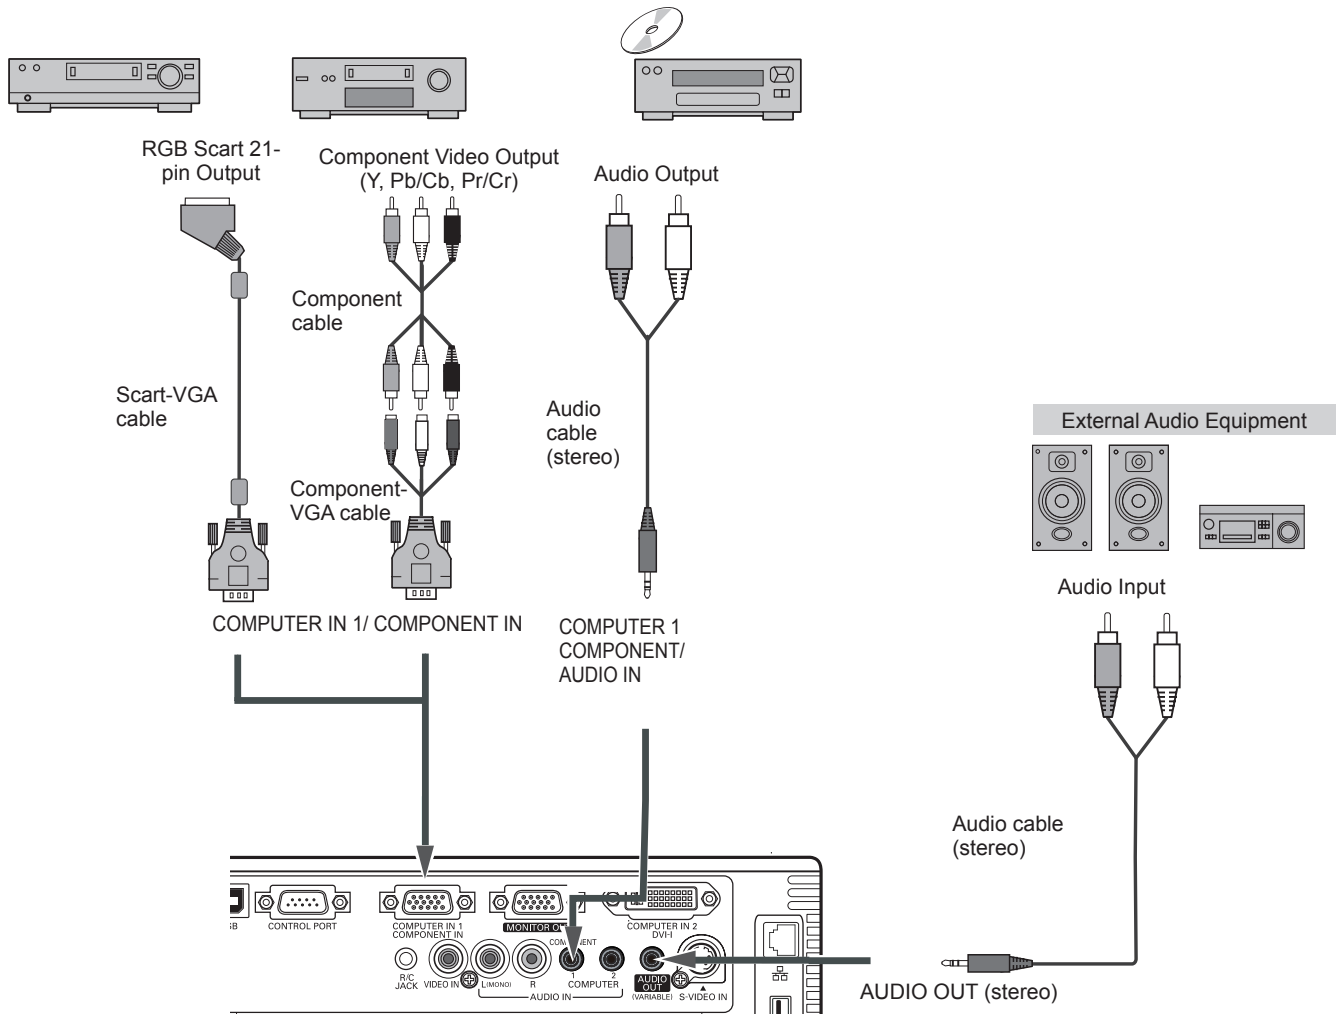 RGB Scart 21-
pin Output
Component Video Output
(Y, Pb/Cb, Pr/Cr)
Audio Output
Component
cable
Scart-VGA
cable
Audio
cable
(stereo)
External Audio Equipment
Component-
VGA cable
Audio Input
COMPUTER IN 1/ COMPONENT IN
COMPUTER 1
COMPONENT/
AUDIO IN
Audio cable
(stereo)
CONTROL PORT
COMPUTER IN 1
COMPONENT IN
MONITOR
COMPUTER IN 2
DVI-I
R/C
JACK
VIDEO IN
L(MONO)
R
1
2
COMPUTER
AUDIO IN
AUDIO
OUT
(VARIABLE)
S-VIDEO IN
AUDIO OUT (stereo)